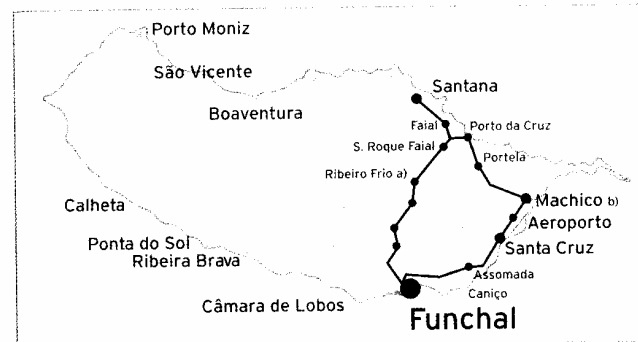 Porto Moniz
São Vicente
Santana
Boaventura
Faial
Porto da Cruz
S. Roque Faial
Portela
Ribeiro Frio a)
Machico b)
Calheta
Aeroporto
Ponta do Sol
Santa Cruz
Ribeira Brava
Assomada
Caniço
Câmara de Lobos
Funchal